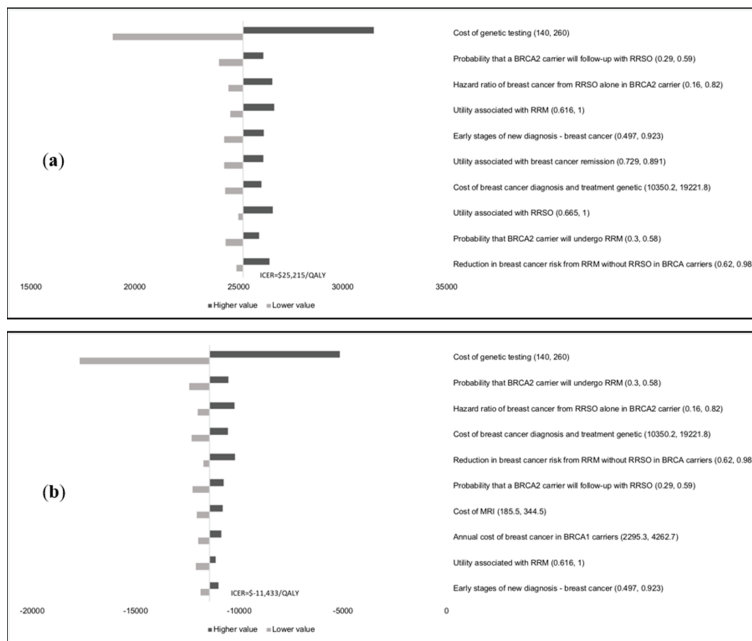 Cost of genetic testing (140, 260)
Probability that a BRCA2 carrier will follow-up with RRSO (0.29, 0.59)
Hazard ratio of breast cancer from RRSO alone in BRCA2 carrier (0.16, 0.82)
Utility associated with RRM (0.616, 1)
Early stages of new diagnosis - breast cancer (0.497, 0.923)
(a)
Utility associated with breast cancer remission (0.729, 0.891)
Cost of breast cancer diagnosis and treatment genetic (10350.2, 19221.8)
Utility associated with RRSO (0.665, 1)
Probability that BRCA2 carrier will undergo RRM (0.3, 0.58)
Reduction in breast cancer risk from RRM without RRSO in BRCA carriers (0.62, 0.98
ICER=$25,215/QALY
15000 20000 25000 30000 35000
Higher value Lower value
Cost of genetic testing (140, 260)
Probability that BRCA2 carrier will undergo RRM (0.3, 0.58)
Hazard ratio of breast cancer from RRSO alone in BRCA2 carrier (0.16, 0.82)
Cost of breast cancer diagnosis and treatment genetic (10350.2, 19221.8)
Reduction in breast cancer risk from RRM without RRSO in BRCA carriers (0.62, 0.98
(b)
Probability that a BRCA2 carrier will follow-up with RRSO (0.29, 0.59)
Cost of MRI (185.5, 344.5)
Annual cost of breast cancer in BRCA1 carriers (2295.3, 4262.7)
Utility associated with RRM (0.616, 1)
Early stages of new diagnosis - breast cancer (0.497, 0.923)
ICER=$-11,433/QALY
-20000 -15000 -10000 -5000 0
Higher value Lower value